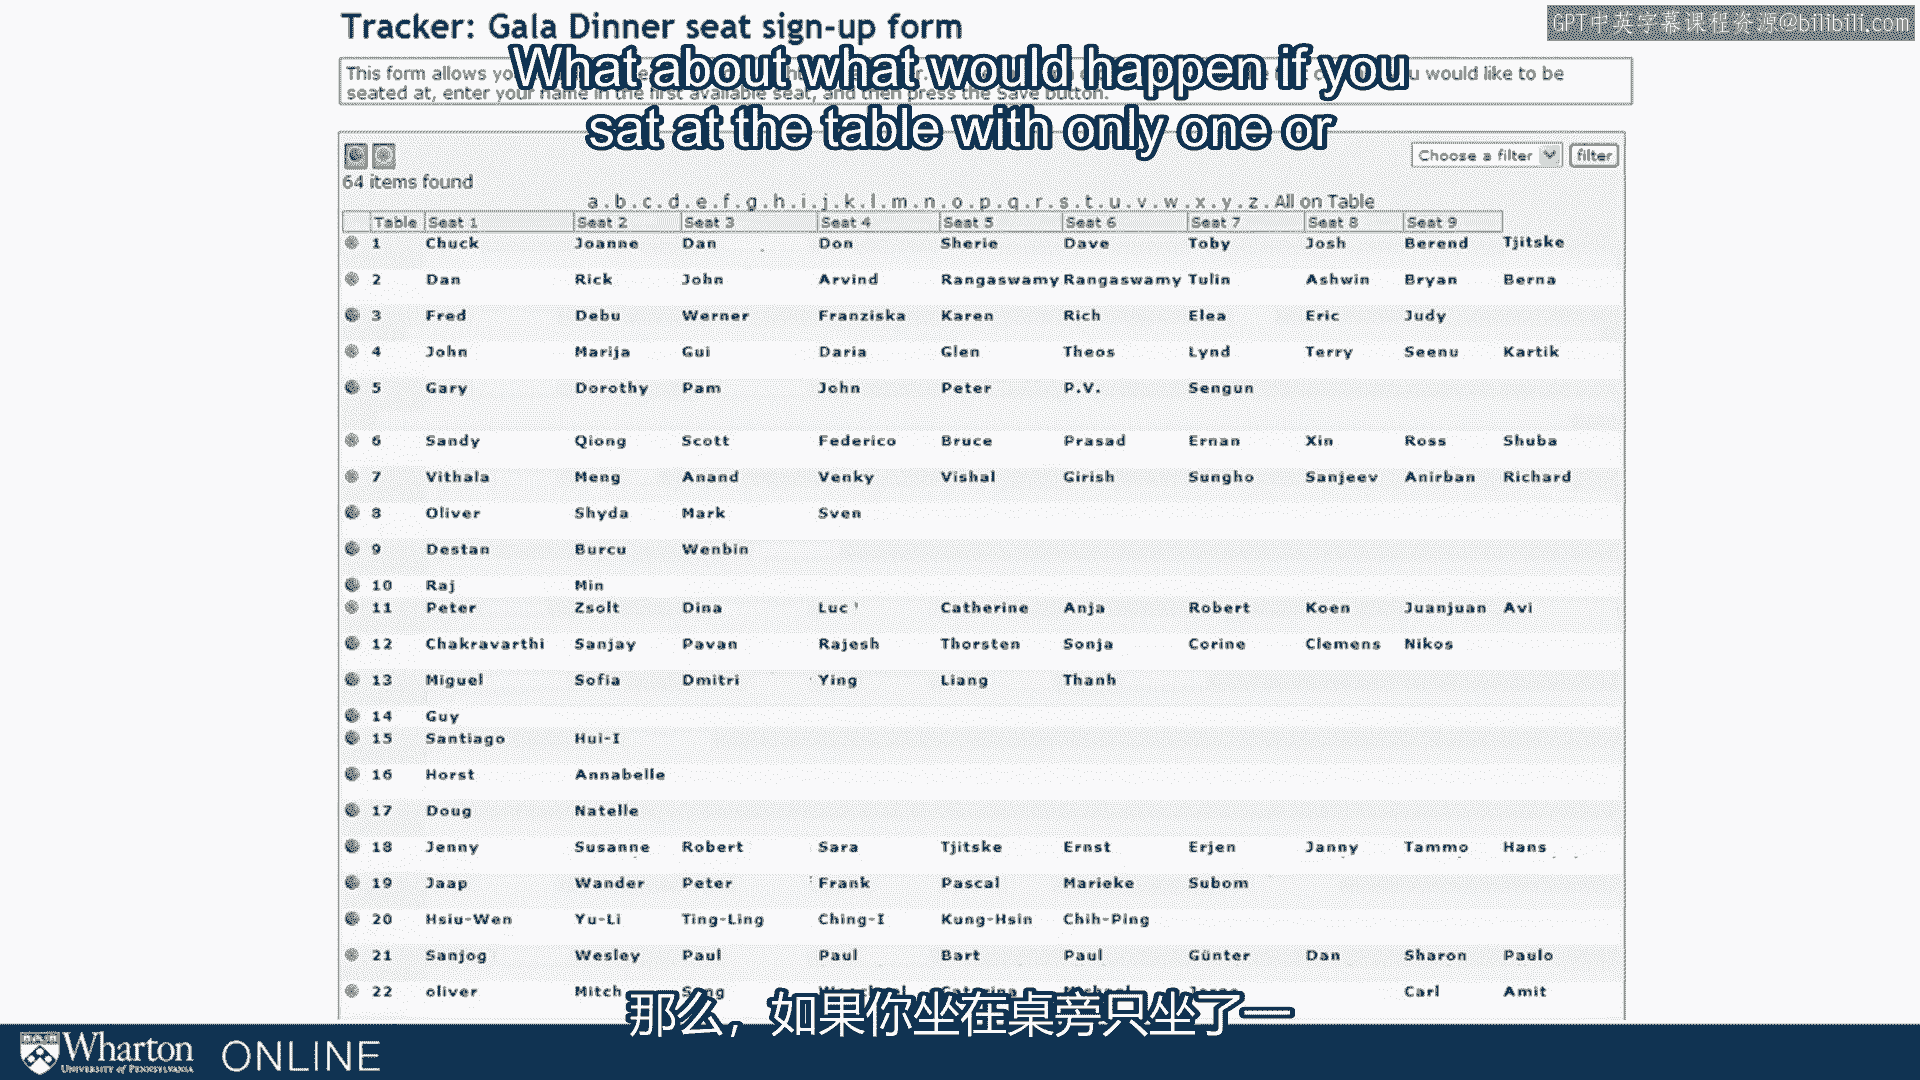 Tracker: Gala Dinner seat sign-up form
GPT中英字幕课程资源@bilibili.com
What about what would happen if you
sat at the table with only one or
This form allows you would like to be
seated at, enter your name in the first available seat, and then press the Save button.
Choose a filter filter
64 items found
a . b . c . d . e . f . g . h . i . j . k . l . m . n . o . p . q . r . s . t . u . v . w . x . y . z . All on Table
Table Seat 1 Seat 2 Seat 3 Seat 4 Seat 5 Seat 6 Seat 7 Seat 8 Seat 9
1 Chuck Joanne Dan Don Sherie Dave Toby Josh Berend Tjitske
2 Dan Rick John Arvind Rangaswamy Rangaswamy Tulin Ashwin Bryan Berna
3 Fred Debu Werner Franziska Karen Rich Elea Eric Judy
4 John Marija Gui Daria Glen Theos Lynd Terry Seenu Kartik
5 Gary Dorothy Pam John Peter P.V. Sengun
6 Sandy Qiong Scott Federico Bruce Prasad Ernan Xin Ross Shuba
7 Vithala Meng Anand Venky Vishal Girish Sungho Sanjeev Anirban Richard
8 Oliver Shyda Mark Sven
9 Destan Burcu Wenbin
10 Raj Min
11 Peter Zsolt Dina Luc Catherine Anja Robert Koen Juanjuan Avi
12 Chakravarthi Sanjay Pavan Rajesh Thorsten Sonja Corine Clemens Nikos
13 Miguel Sofia Dmitri Ying Liang Thanh
14 Guy
15 Santiago Hui-I
16 Horst Annabelle
17 Doug Natelle
18 Jenny Susanne Robert Sara Tjitske Ernst Erjen Janny Tammo Hans
19 Jaap Wander Peter Frank Pascal Marieke Subom
20 Hsiu-Wen Yu-Li Ting-Ling Ching-I Kung-Hsin Chih-Ping
21 Sanjog Wesley Paul Paul Bart Paul Günter Dan Sharon Paulo
22 oliver Mitch Carl Amit
那么，如果你坐在桌旁只坐了一
Wharton ONLINE
UNIVERSITY of PENNSYLVANIA